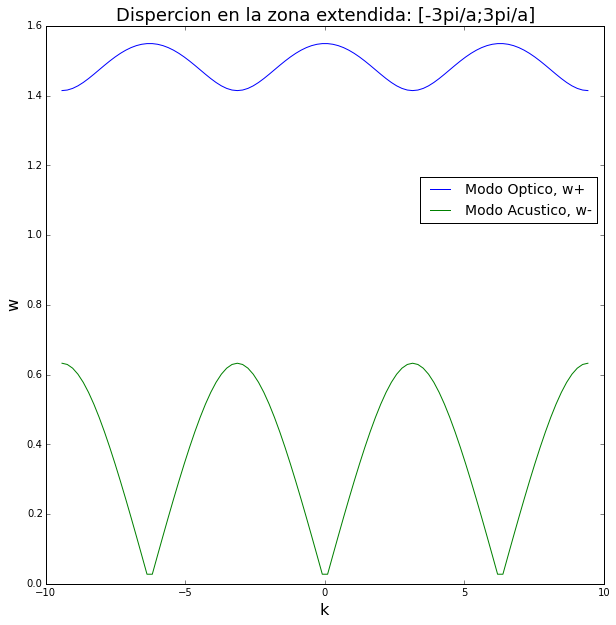 Dispercion en la zona extendida: [-3pi/a;3pi/a]
1.6
1.4
1.2
1.0
0.8
0.6
0.4
0.2
0.0
w
Modo Optico, w+
Modo Acustico, w-
−10
−5
0
5
10
k